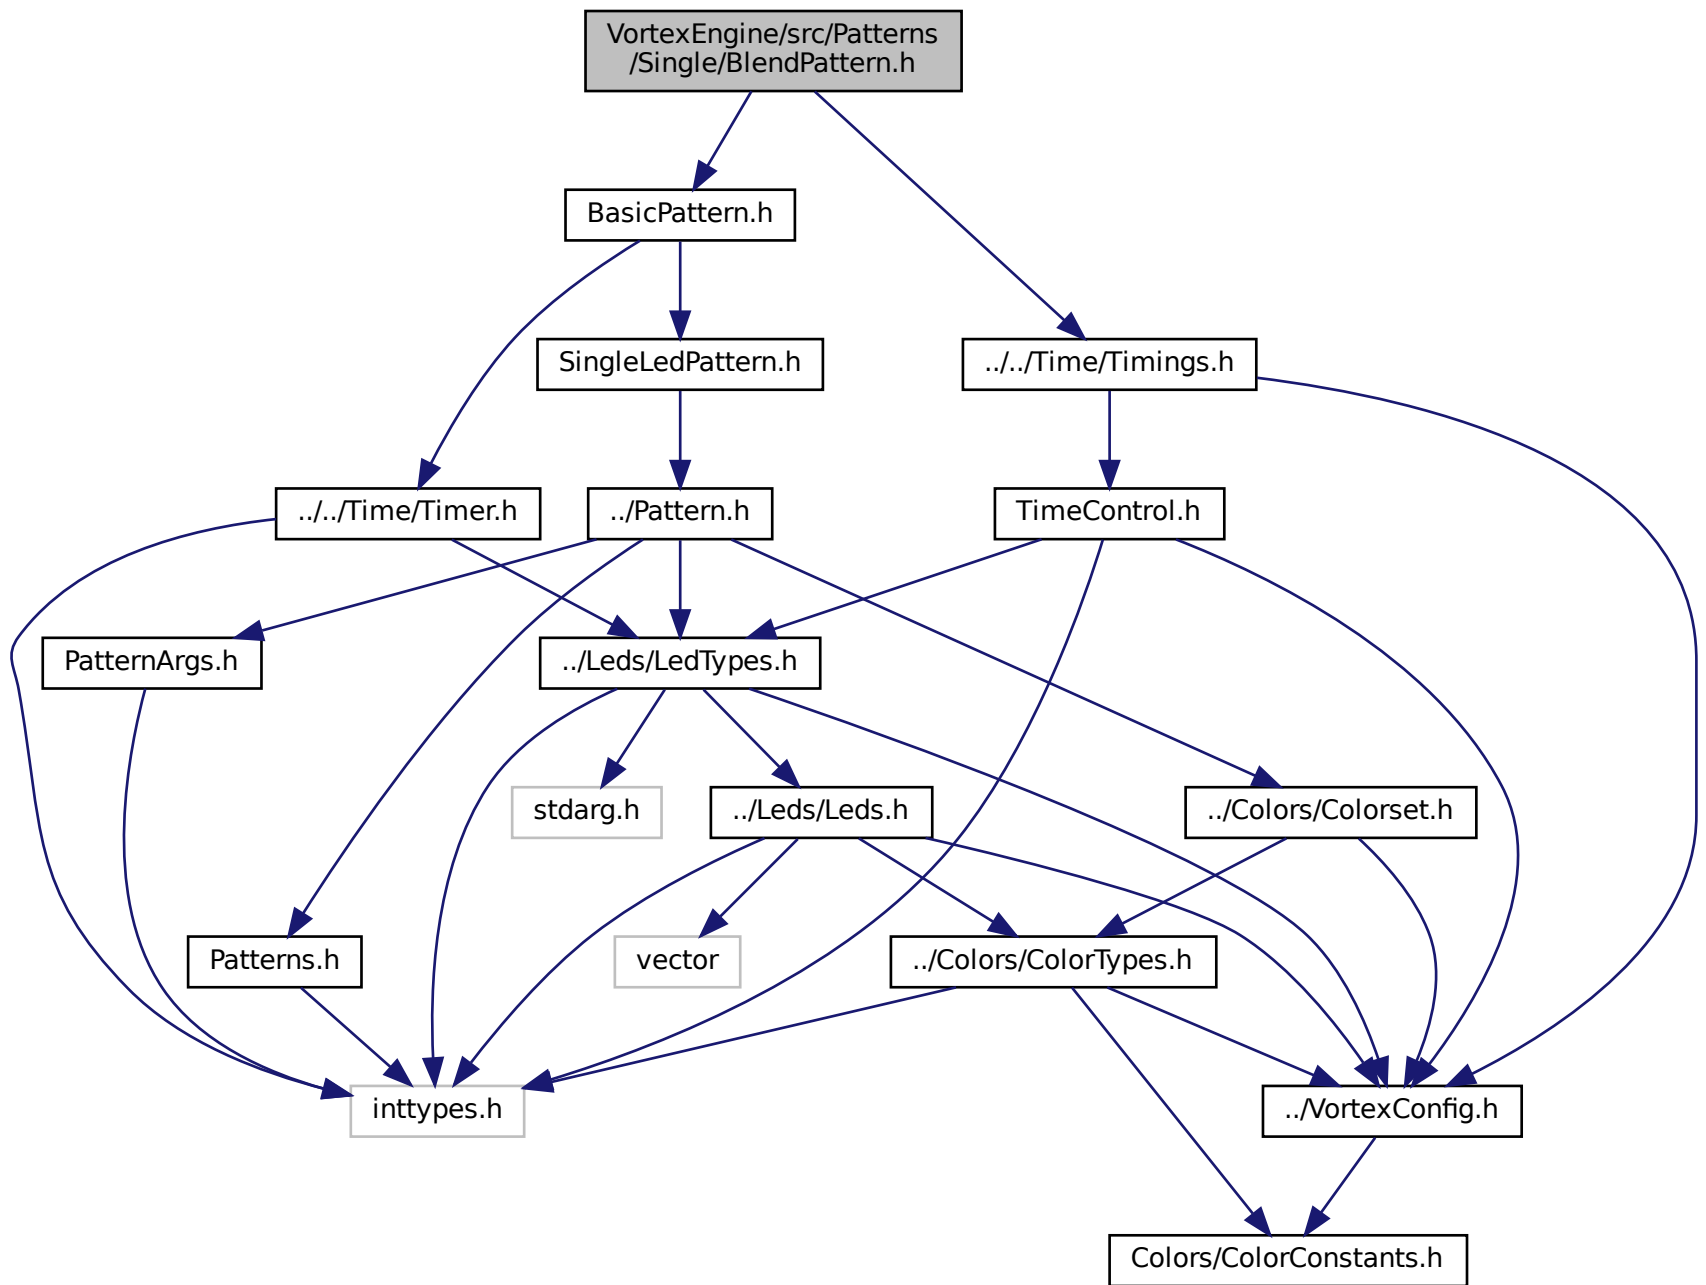 VortexEngine/src/Patterns
/Single/BlendPattern.h
BasicPattern.h
SingleLedPattern.h
../../Time/Timings.h
../../Time/Timer.h
../Pattern.h
TimeControl.h
PatternArgs.h
../Leds/LedTypes.h
stdarg.h
../Leds/Leds.h
../Colors/Colorset.h
Patterns.h
vector
../Colors/ColorTypes.h
inttypes.h
../VortexConfig.h
Colors/ColorConstants.h